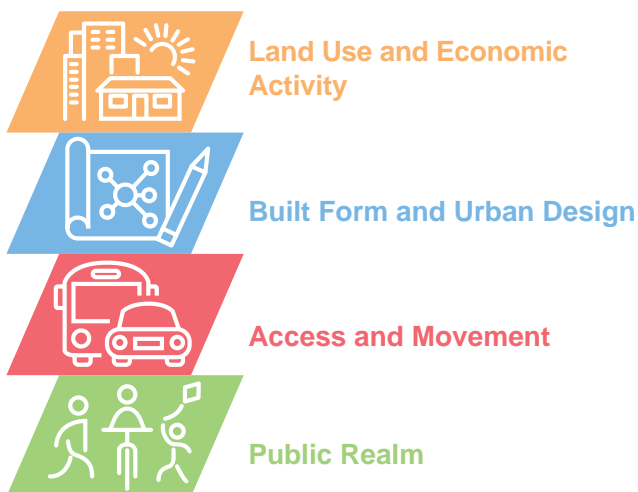 Land Use and Economic
Activity
Built Form and Urban Design
Access and Movement
Public Realm